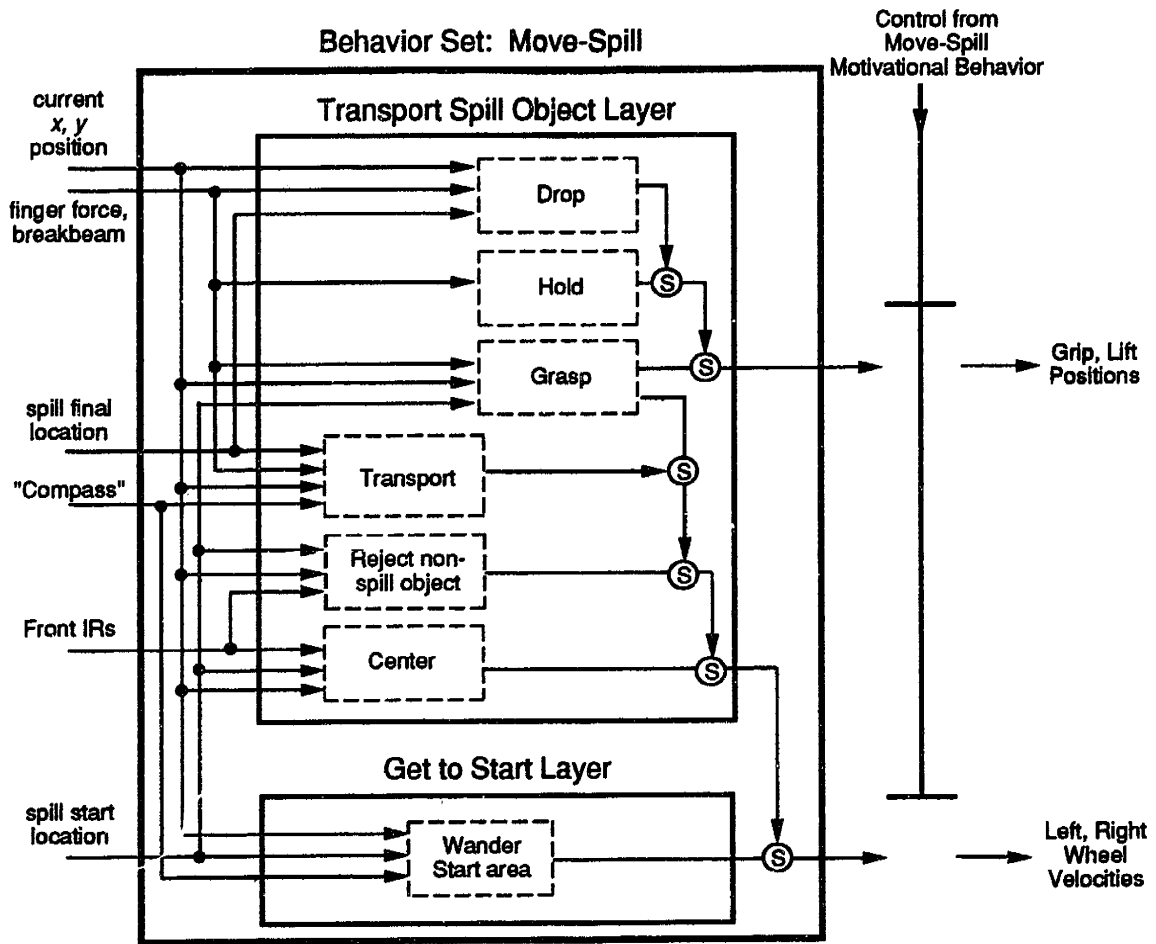 Behavior Set: Move-Spill
Control from
Move-Spill
Motivational Behavior
current
x, y
position
Transport Spill Object Layer
finger force,
breakbeam
Drop
Hold
S
Grasp
S
Grip, Lift
Positions
spill final
location
Transport
S
"Compass"
Reject non-
spill object
S
Front IRs
Center
S
Get to Start Layer
spill start
location
Wander
Start area
S
Left, Right
Wheel
Velocities